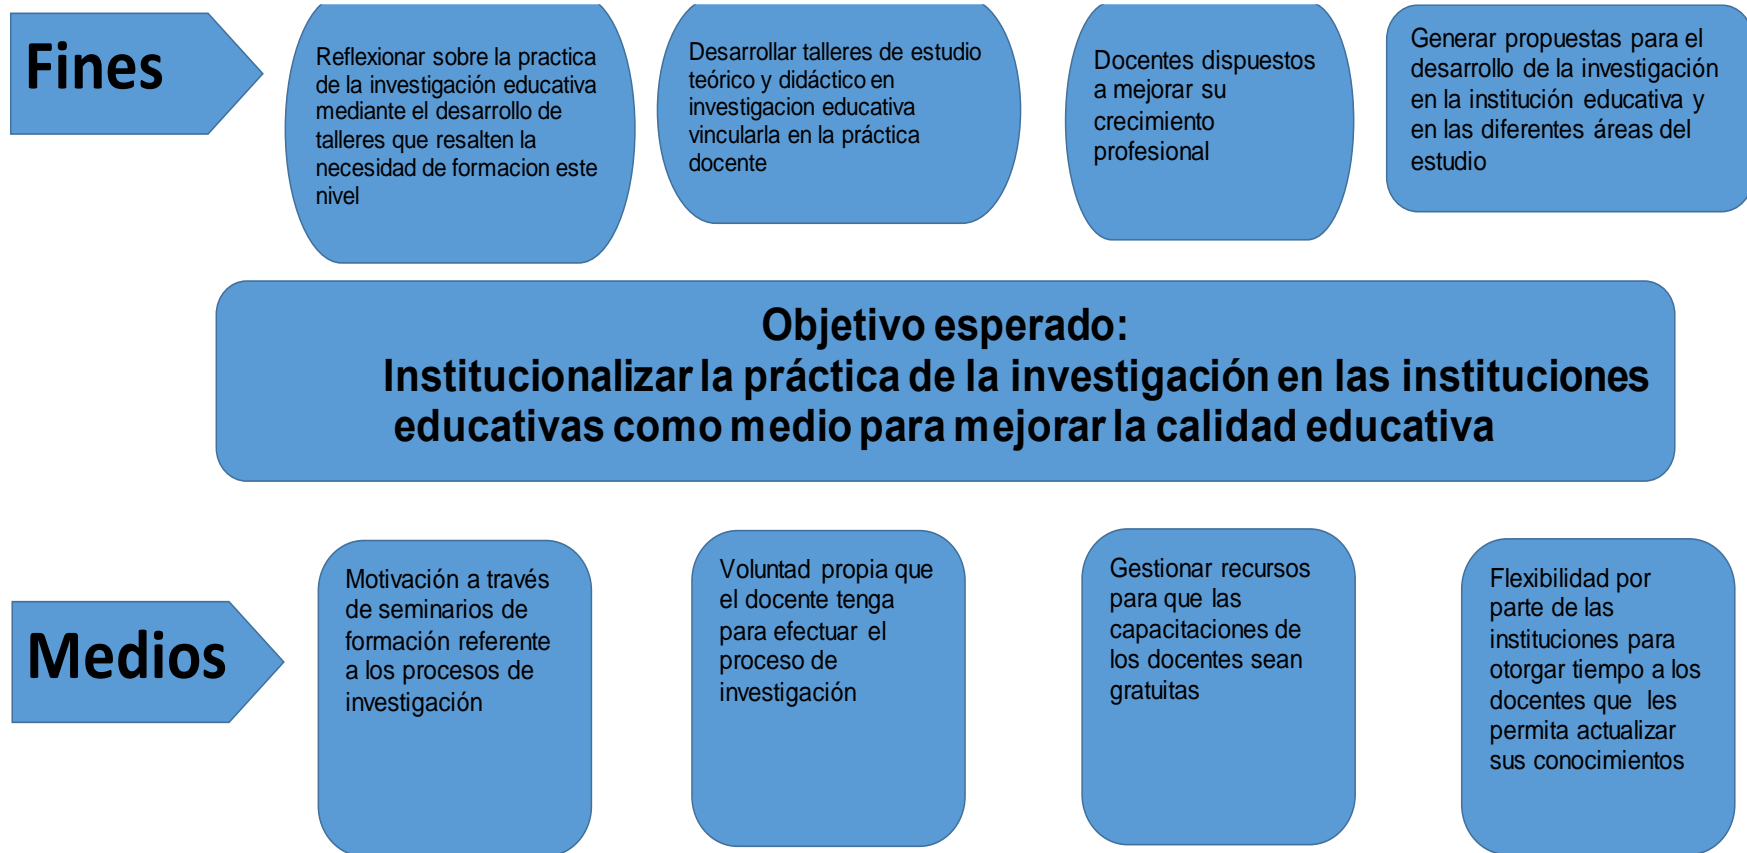 Fines
Reflexionar sobre la practica
de la investigación educativa
mediante el desarrollo de
talleres que resalten la
necesidad de formacion este
nivel
Desarrollar talleres de estudio
teórico y didáctico en
investigacion educativa
vincularla en la práctica
docente
Docentes dispuestos
a mejorar su
crecimiento
profesional
Generar propuestas para el
desarrollo de la investigación
en la institución educativa y
en las diferentes áreas del
estudio
Objetivo esperado:
Institucionalizar la práctica de la investigación en las instituciones
educativas como medio para mejorar la calidad educativa
Medios
Motivación a través
de seminarios de
formación referente
a los procesos de
investigación
Voluntad propia que
el docente tenga
para efectuar el
proceso de
investigación
Gestionar recursos
para que las
capacitaciones de
los docentes sean
gratuitas
Flexibilidad por
parte de las
instituciones para
otorgar tiempo a los
docentes que les
permita actualizar
sus conocimientos